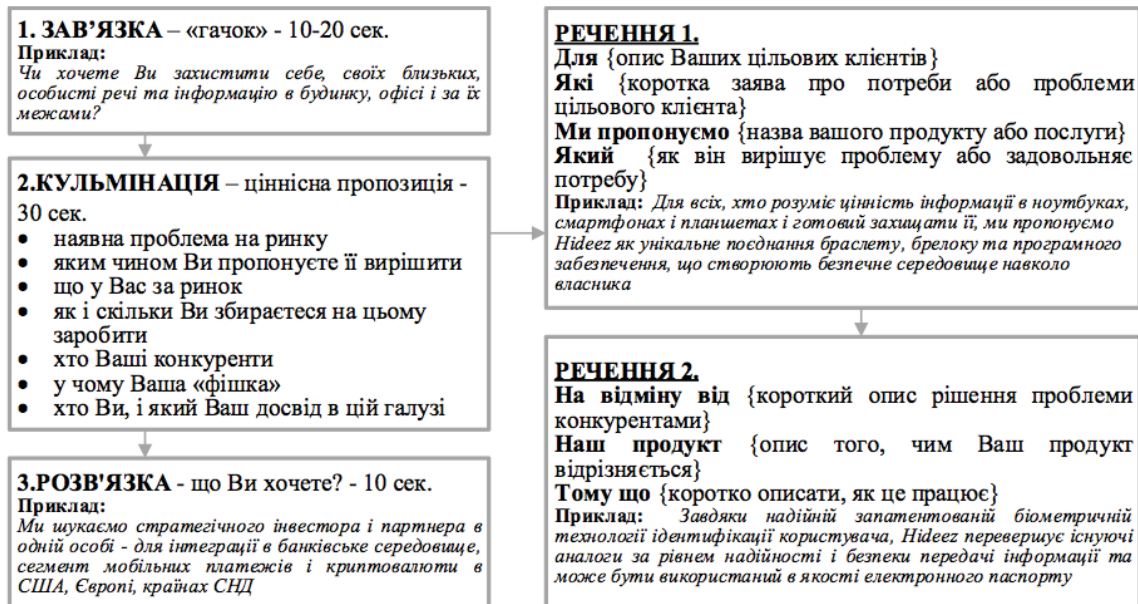 1. ЗАВ’ЯЗКА – «гачок» - 10-20 сек.
Приклад:
Чи хочете Ви захистити себе, своїх близьких,
особисті речі та інформацію в будинку, офісі і за їх
межами?
2.КУЛЬМІНАЦІЯ – ціннісна пропозиція -
30 сек.
• наявна проблема на ринку
• яким чином Ви пропонуєте її вирішити
• що у Вас за ринок
• як і скільки Ви збираєтеся на цьому
заробити
• хто Ваші конкуренти
• у чому Ваша «фішка»
• хто Ви, і який Ваш досвід в цій галузі
3.РОЗВ'ЯЗКА - що Ви хочете? - 10 сек.
Приклад:
Ми шукаємо стратегічного інвестора і партнера в
одній особі - для інтеграції в банківське середовище,
сегмент мобільних платежів і криптовалюти в
США, Європі, країнах СНД
РЕЧЕННЯ 1.
Для {опис Ваших цільових клієнтів}
Які {коротка заява про потреби або проблеми
цільового клієнта}
Ми пропонуємо {назва вашого продукту або послуги}
Який {як він вирішує проблему або задовольняє
потребу}
Приклад: Для всіх, хто розуміє цінність інформації в ноутбуках,
смартфонах і планшетах і готовий захищати її, ми пропонуємо
Hideez як унікальне поєднання браслету, брелоку та програмного
забезпечення, що створюють безпечне середовище навколо
власника
РЕЧЕННЯ 2.
На відміну від {короткий опис рішення проблеми
конкурентами}
Наш продукт {опис того, чим Ваш продукт
відрізняється}
Тому що {коротко описати, як це працює}
Приклад: Завдяки надійній запатентованій біометричній
технології ідентифікації користувача, Hideez перевершує існуючі
аналоги за рівнем надійності і безпеки передачі інформації та
може бути використаний в якості електронного паспорту